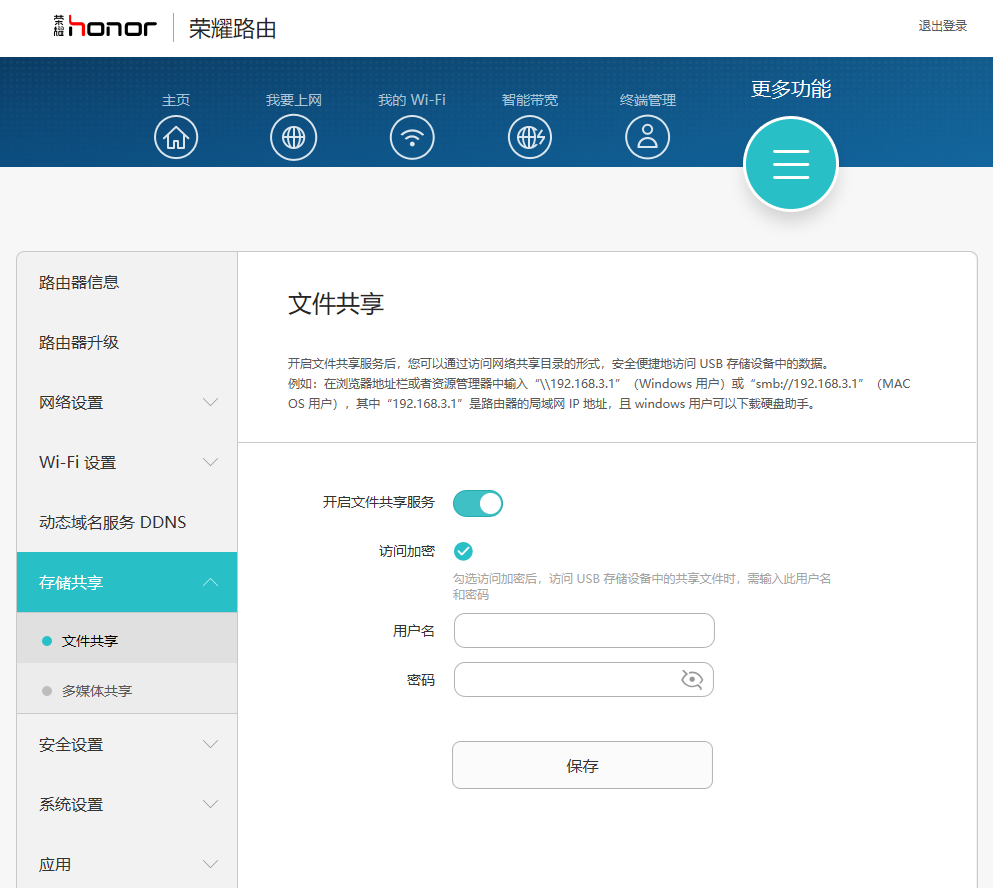 荣耀 honor 荣耀路由
退出登录
主页 我要上网 我的 Wi-Fi 智能带宽 终端管理 更多功能
路由器信息
路由器升级
网络设置
Wi-Fi 设置
动态域名服务 DDNS
存储共享
文件共享
多媒体共享
安全设置
系统设置
应用
文件共享
开启文件共享服务后，您可以通过访问网络共享目录的形式，安全便捷地访问 USB 存储设备中的数据。
例如：在浏览器地址栏或者资源管理器中输入“\\192.168.3.1”（Windows 用户）或“smb://192.168.3.1”（MAC
OS 用户），其中“192.168.3.1”是路由器的局域网 IP 地址，且 windows 用户可以下载硬盘助手。
开启文件共享服务
访问加密
勾选访问加密后，访问 USB 存储设备中的共享文件时，需输入此用户名
和密码
用户名
密码
保存